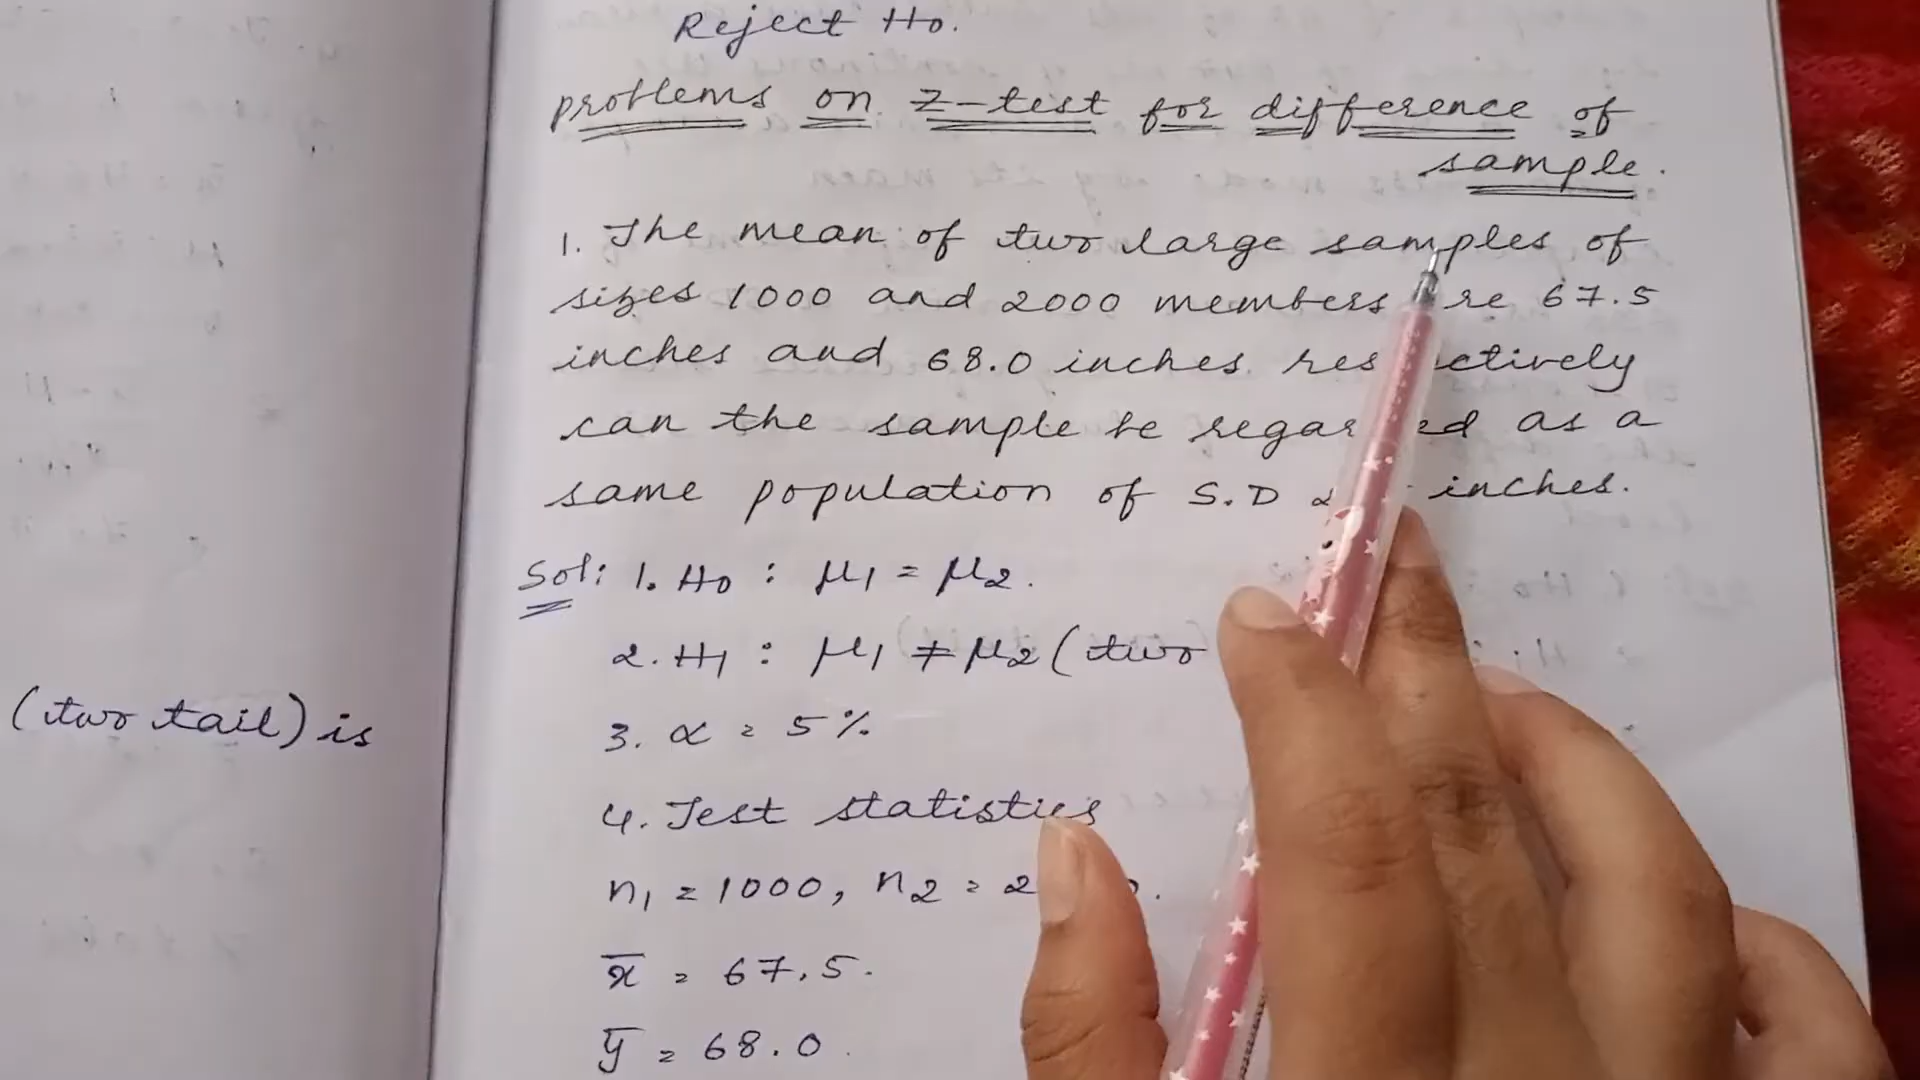 (two tail) is
Reject Ho.
problems on z-test for difference of
sample.
1. The mean of two large samples of
sizes 1000 and 2000 members re 67.5
inches and 68.0 inches. res ectively
can the sample be regar ed as a
same population of S.D inches.
Sol: 1. Ho : μ1 = μ2.
2. H1 : μ1 ≠ μ2 (two
3. α = 5%
4. Test statistics
n1 = 1000, n2 = 2
x̄ = 67.5.
ȳ = 68.0.